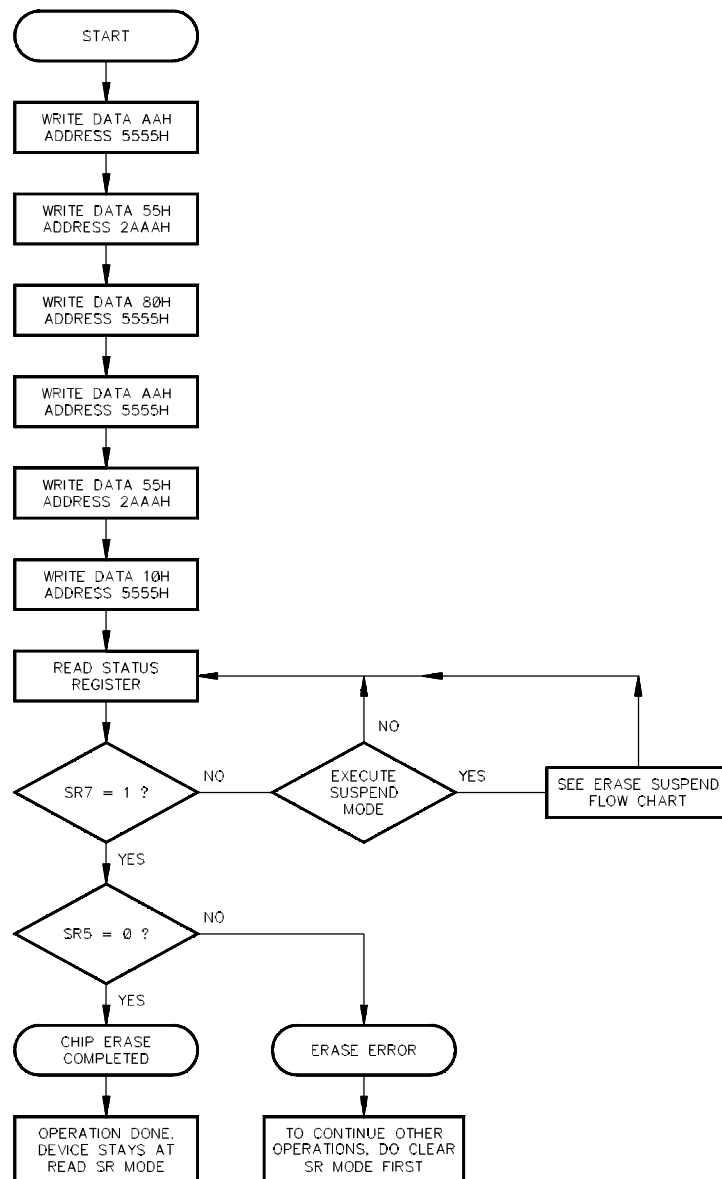 START
WRITE DATA AAH
ADDRESS 5555H
WRITE DATA 55H
ADDRESS 2AAAH
WRITE DATA 80H
ADDRESS 5555H
WRITE DATA AAH
ADDRESS 5555H
WRITE DATA 55H
ADDRESS 2AAAH
WRITE DATA 10H
ADDRESS 5555H
READ STATUS
REGISTER
NO
SR7 = 1 ?
NO
EXECUTE
SUSPEND
MODE
YES
SEE ERASE SUSPEND
FLOW CHART
YES
SR5 = 0 ?
NO
YES
CHIP ERASE
COMPLETED
ERASE ERROR
OPERATION DONE,
DEVICE STAYS AT
READ SR MODE
TO CONTINUE OTHER
OPERATIONS, DO CLEAR
SR MODE FIRST